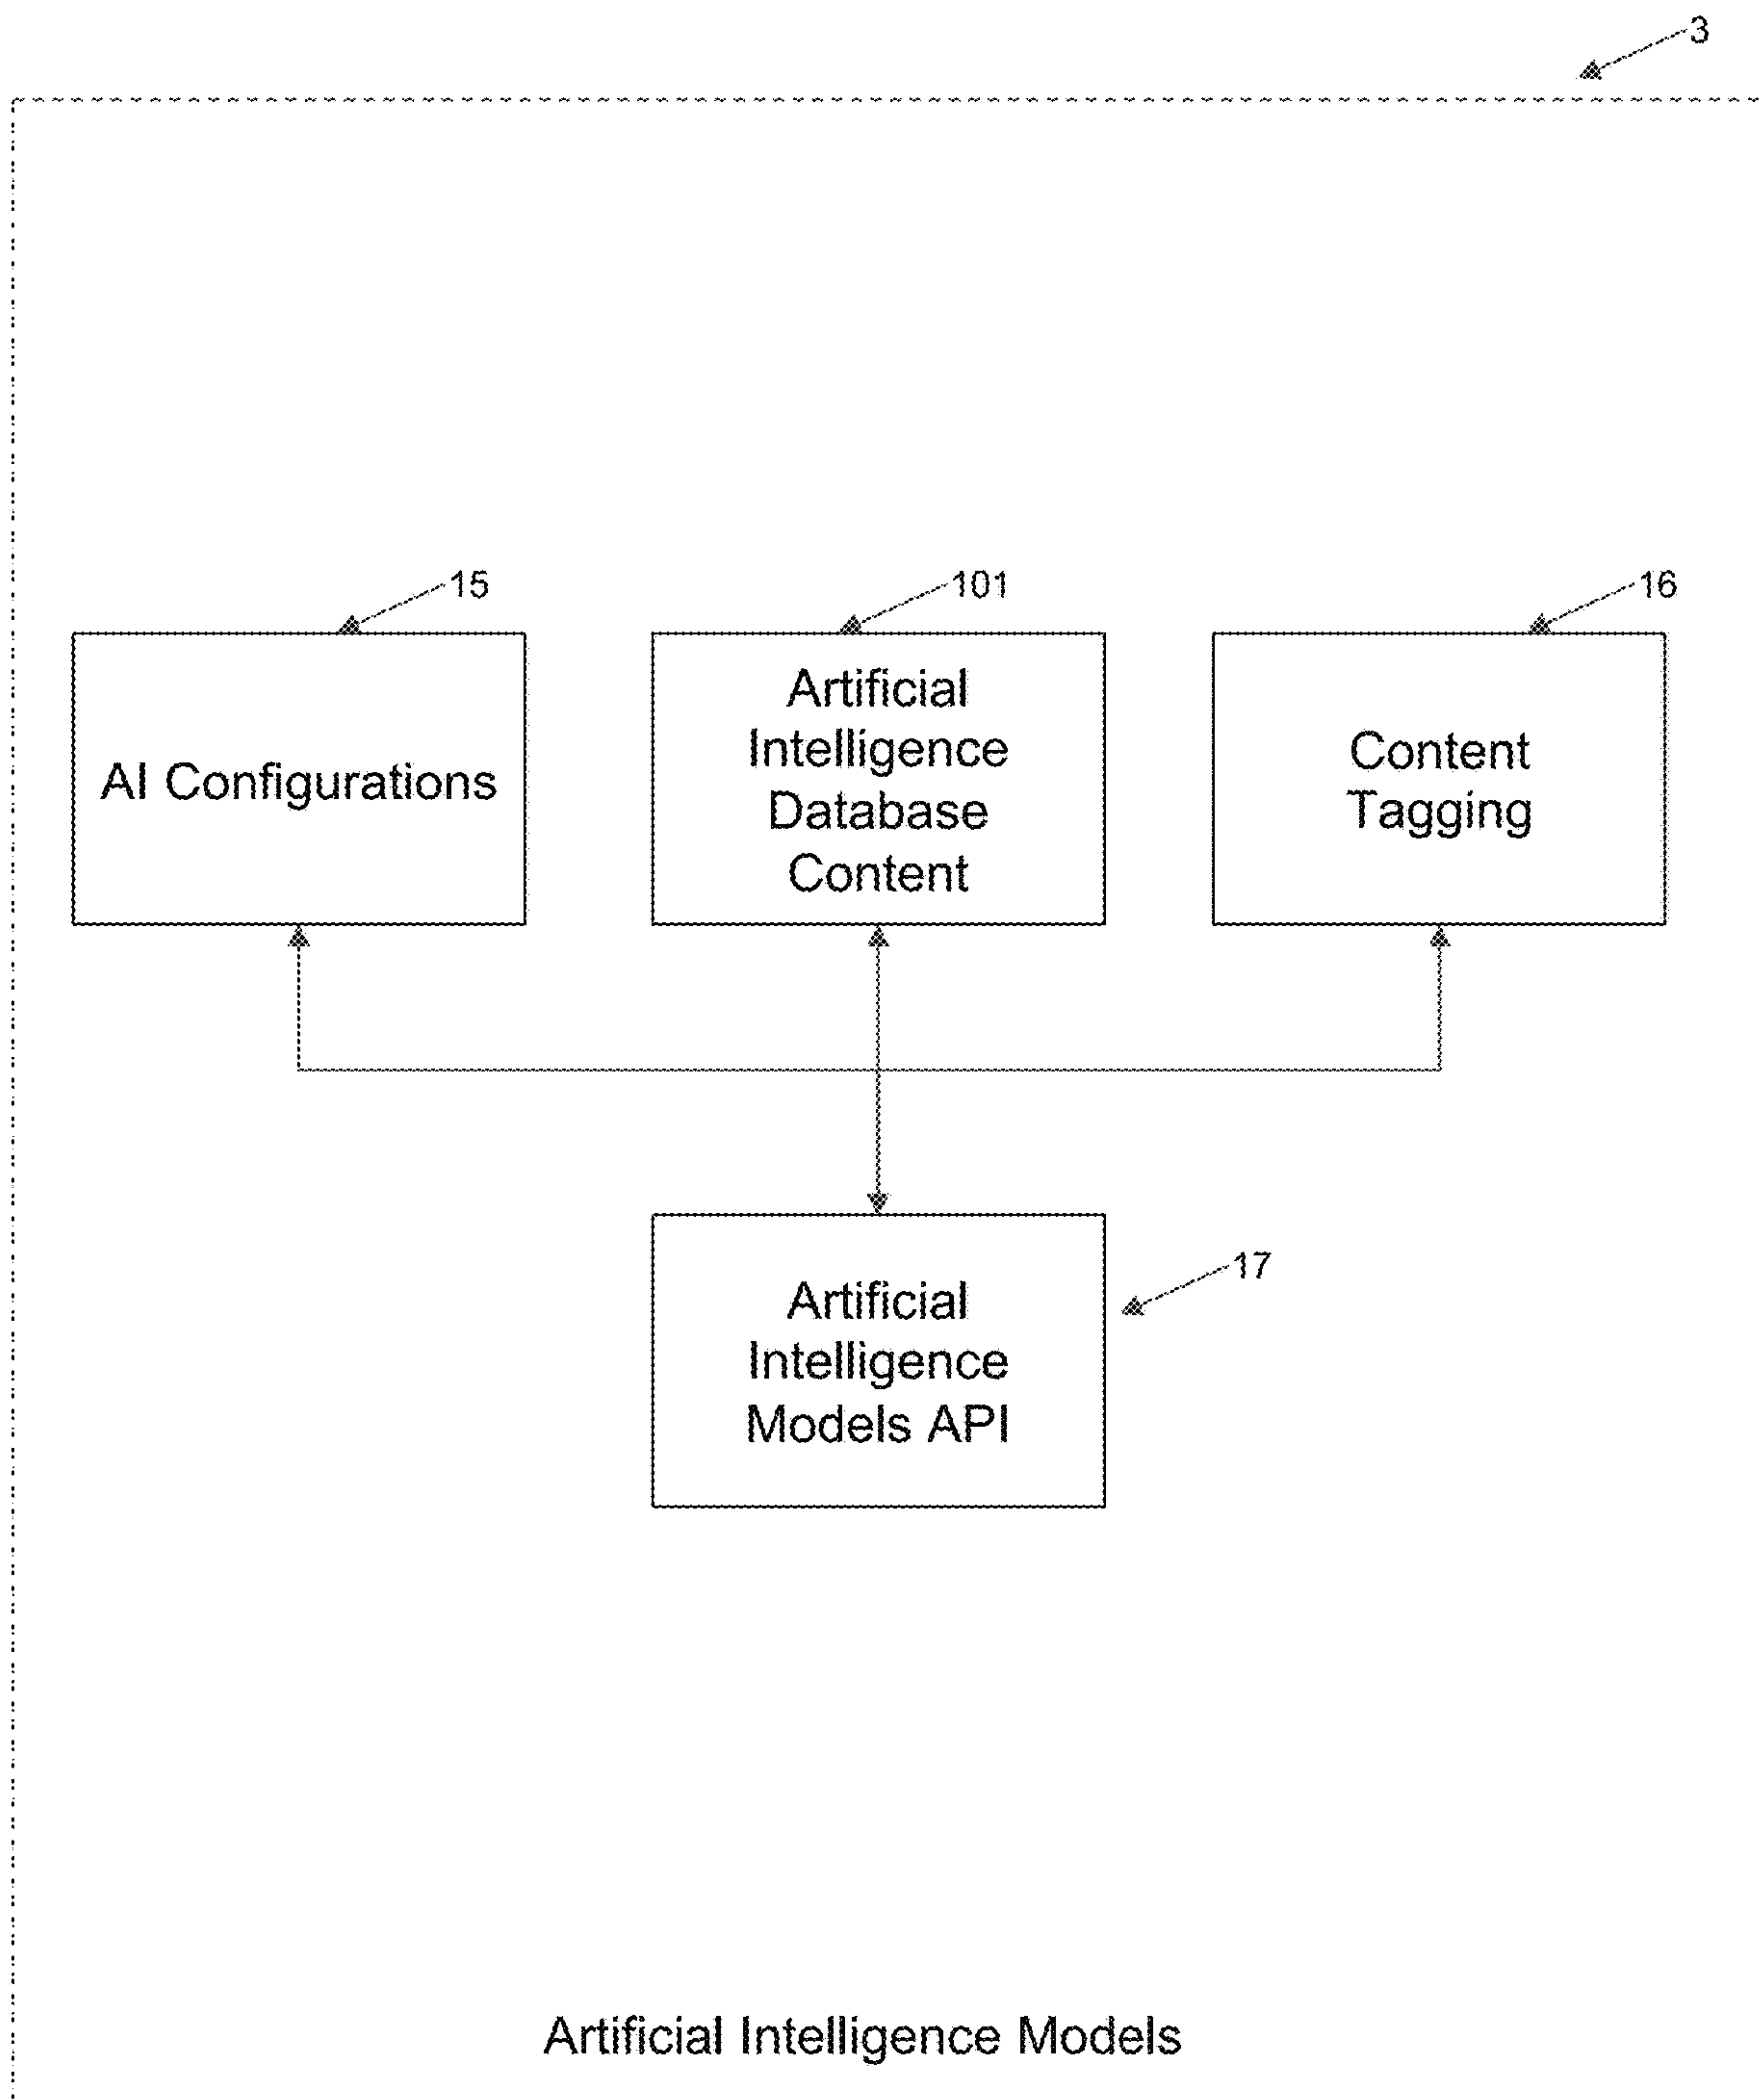 3
15
101
16
AI Configurations
Artificial
Intelligence
Database
Content
Content
Tagging
17
Artificial
Intelligence
Models API
Artificial Intelligence Models